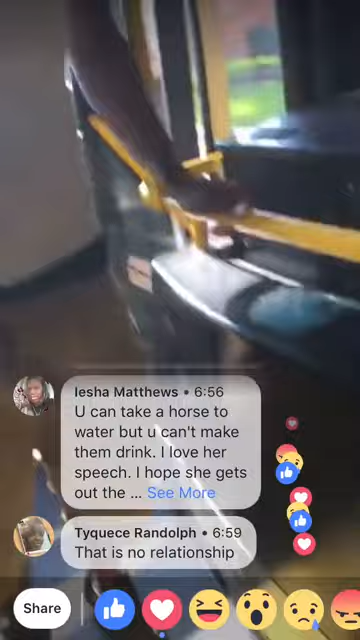 Iesha Matthews • 6:56
U can take a horse to
water but u can't make
them drink. I love her
speech. I hope she gets
out the ... See More
Tyquece Randolph • 6:59
That is no relationship
Share